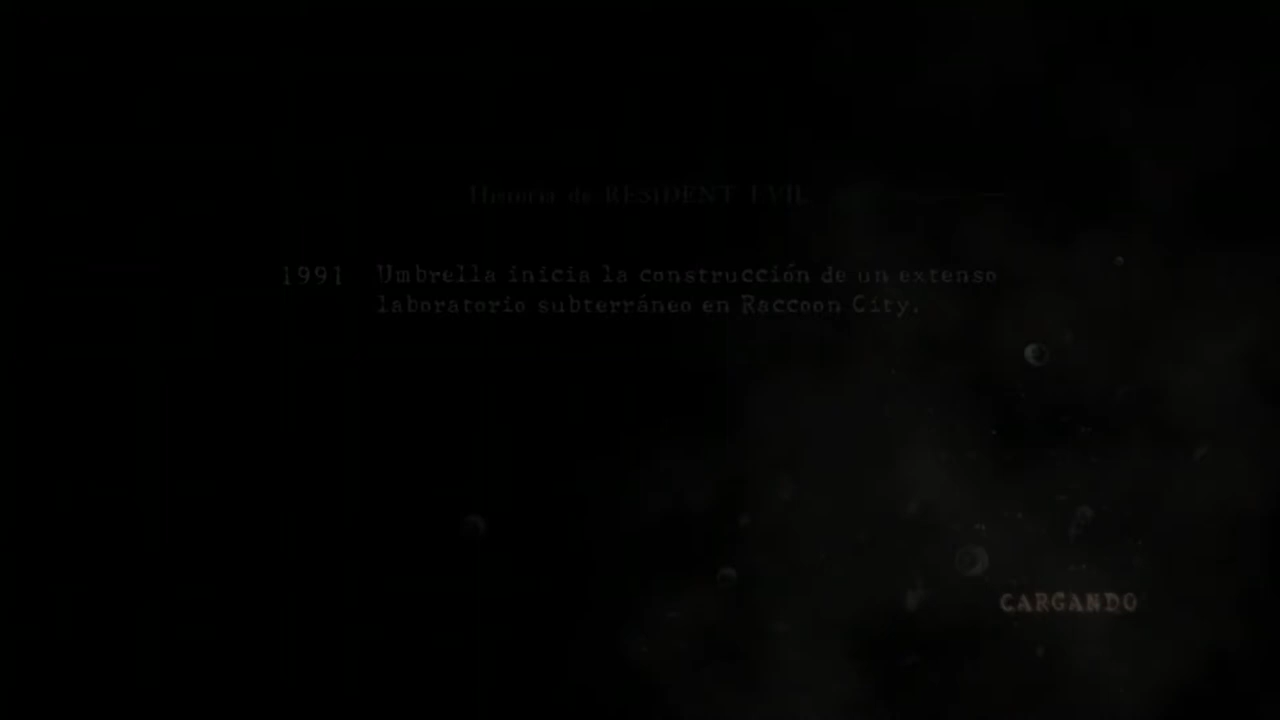 Historia de RESIDENT EVIL
1991 Umbrella inicia la construcción de un extenso
laboratorio subterráneo en Raccoon City.
CARGANDO